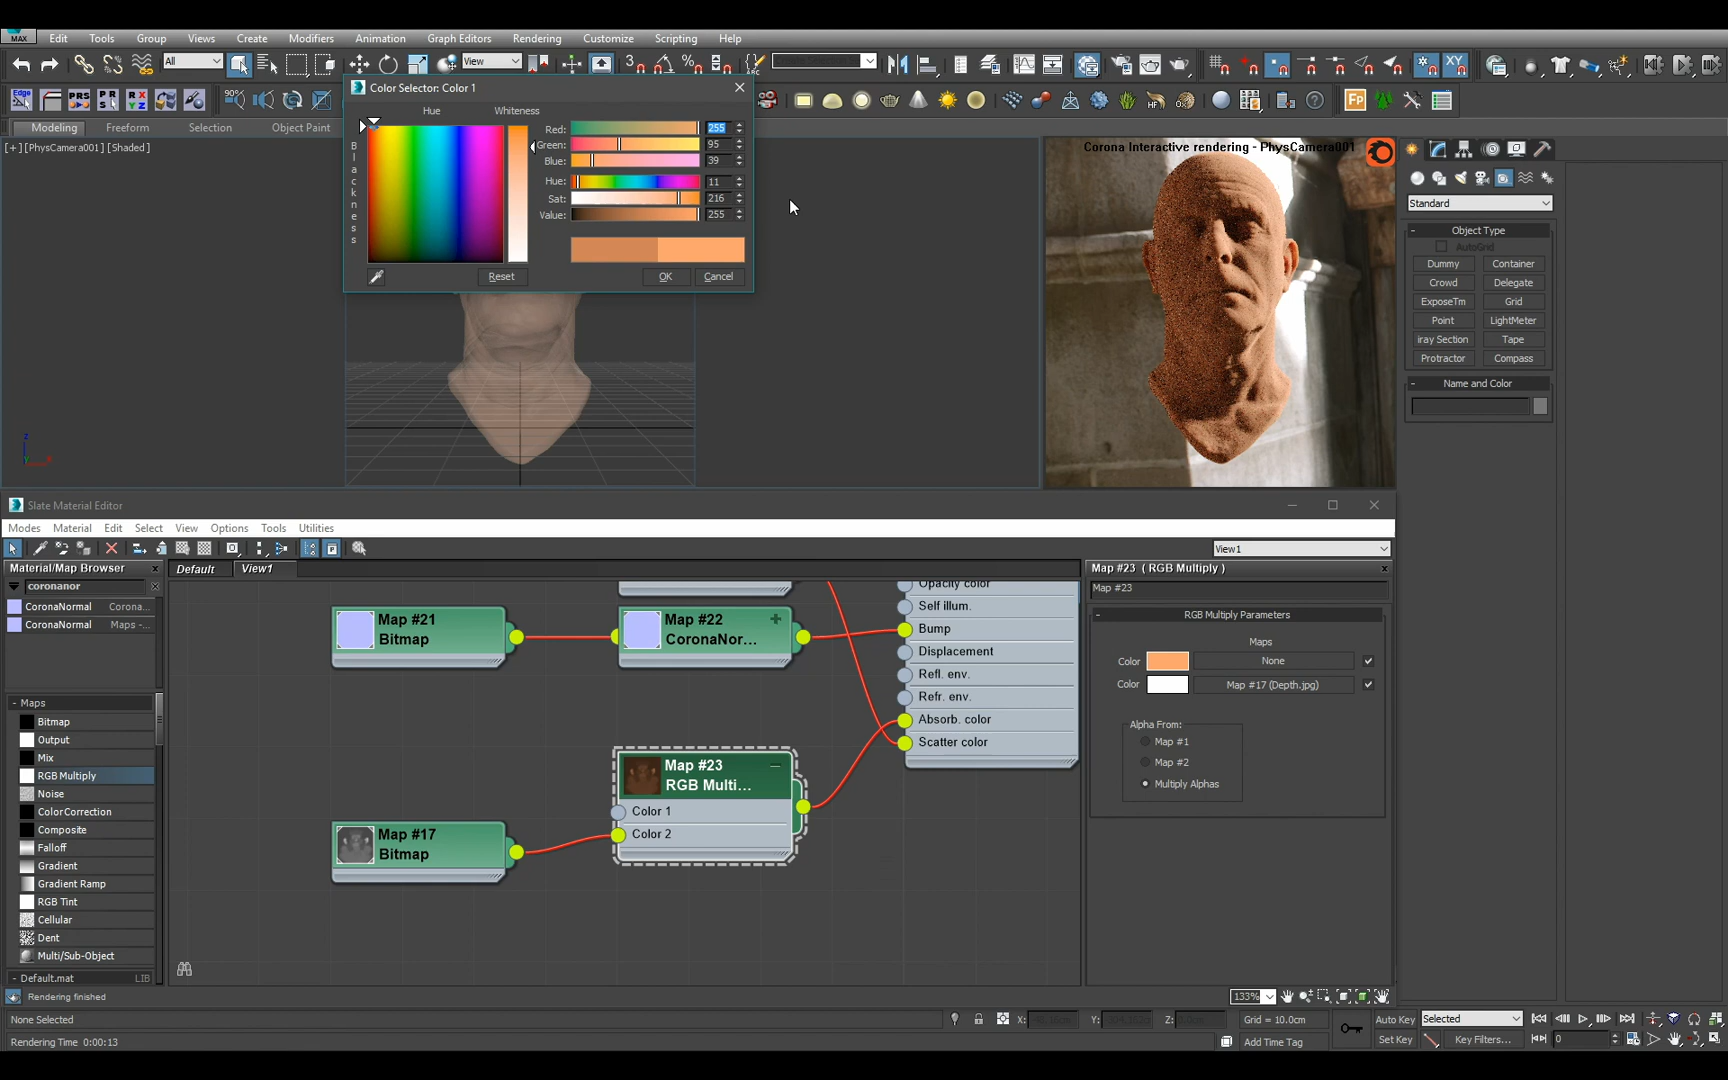 MAX Edit Tools Group Views Create Modifiers Animation Graph Editors Rendering Customize Scripting Help
All View
Modeling Freeform Selection Object Paint
[+] [PhysCamera001] [Shaded]
Color Selector: Color 1
Hue Whiteness
Blackness
Red: 255
Green: 95
Blue: 39
Hue: 11
Sat: 216
Value: 255
Reset OK Cancel
Corona Interactive rendering - PhysCamera001
Standard
- Object Type
AutoGrid
Dummy Container
Crowd Delegate
ExposeTm Grid
Point LightMeter
iray Section Tape
Protractor Compass
- Name and Color
Slate Material Editor
Modes Material Edit Select View Options Tools Utilities
View1
Material/Map Browser
coronanor
CoronaNormal Corona...
CoronaNormal Maps -...
- Maps
Bitmap
Output
Mix
RGB Multiply
Noise
ColorCorrection
Composite
Falloff
Gradient
Gradient Ramp
RGB Tint
Cellular
Dent
Multi/Sub-Object
- Default.mat LIB
Default View1
Map #21
Bitmap
Map #22
CoronaNor...
Map #23
RGB Multi...
Color 1
Color 2
Map #17
Bitmap
Opacity color
Self illum.
Bump
Displacement
Refl. env.
Refr. env.
Absorb. color
Scatter color
Map #23 ( RGB Multiply )
Map #23
- RGB Multiply Parameters
Maps
Color None
Color Map #17 (Depth.jpg)
Alpha From:
Map #1
Map #2
Multiply Alphas
Rendering finished
133%
None Selected
X: Y: Z:
Grid = 10.0cm
Auto Key Selected
Rendering Time 0:00:13
Add Time Tag
Set Key Key Filters...
0